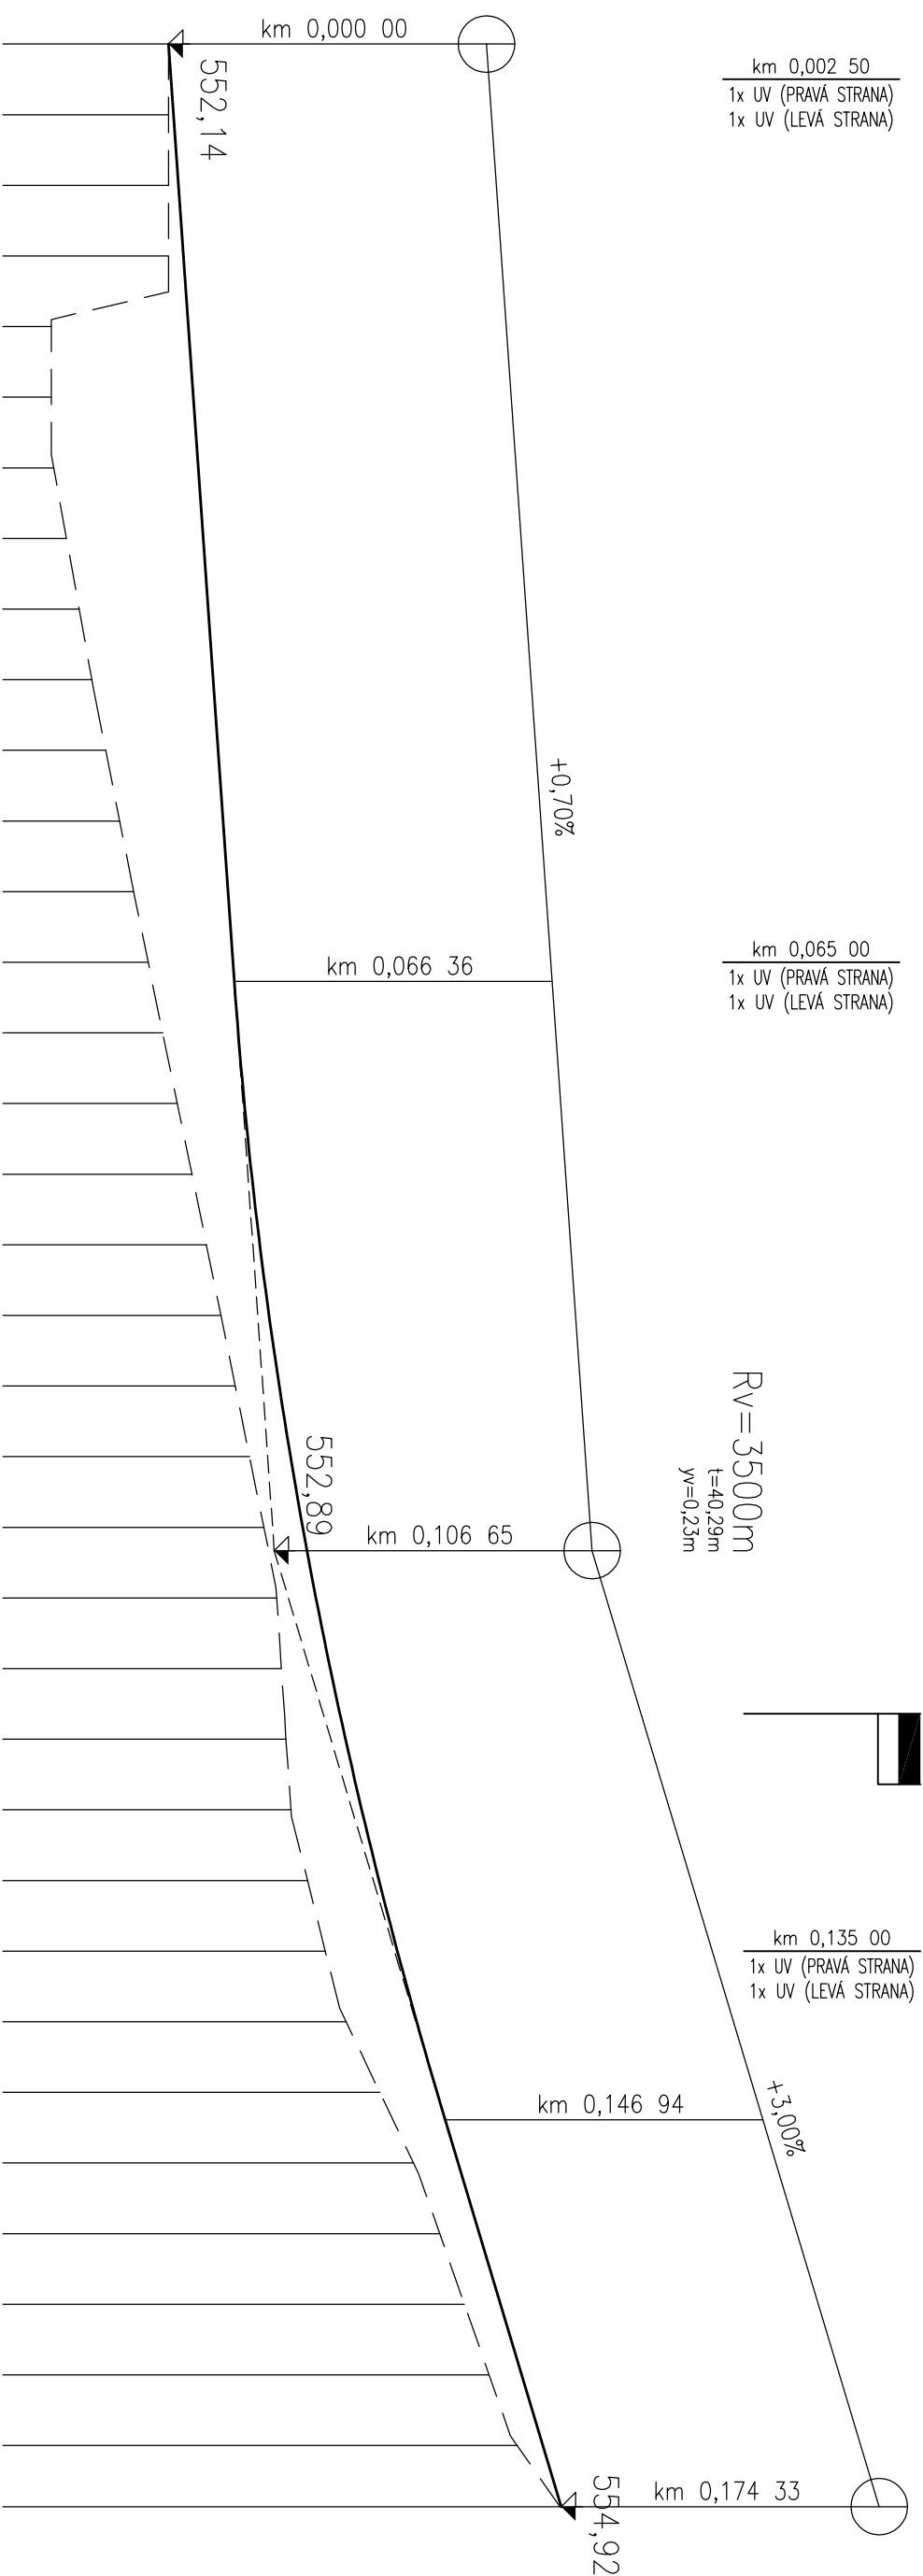 km 0,000 00
552,14
km 0,002 50
1x UV (PRAVÁ STRANA)
1x UV (LEVÁ STRANA)
+0,70%
km 0,066 36
km 0,065 00
1x UV (PRAVÁ STRANA)
1x UV (LEVÁ STRANA)
Rv=3500m
t=40,29m
yv=0,23m
552,89
km 0,106 65
km 0,135 00
1x UV (PRAVÁ STRANA)
1x UV (LEVÁ STRANA)
+3,00%
km 0,146 94
km 0,174 33
554,92